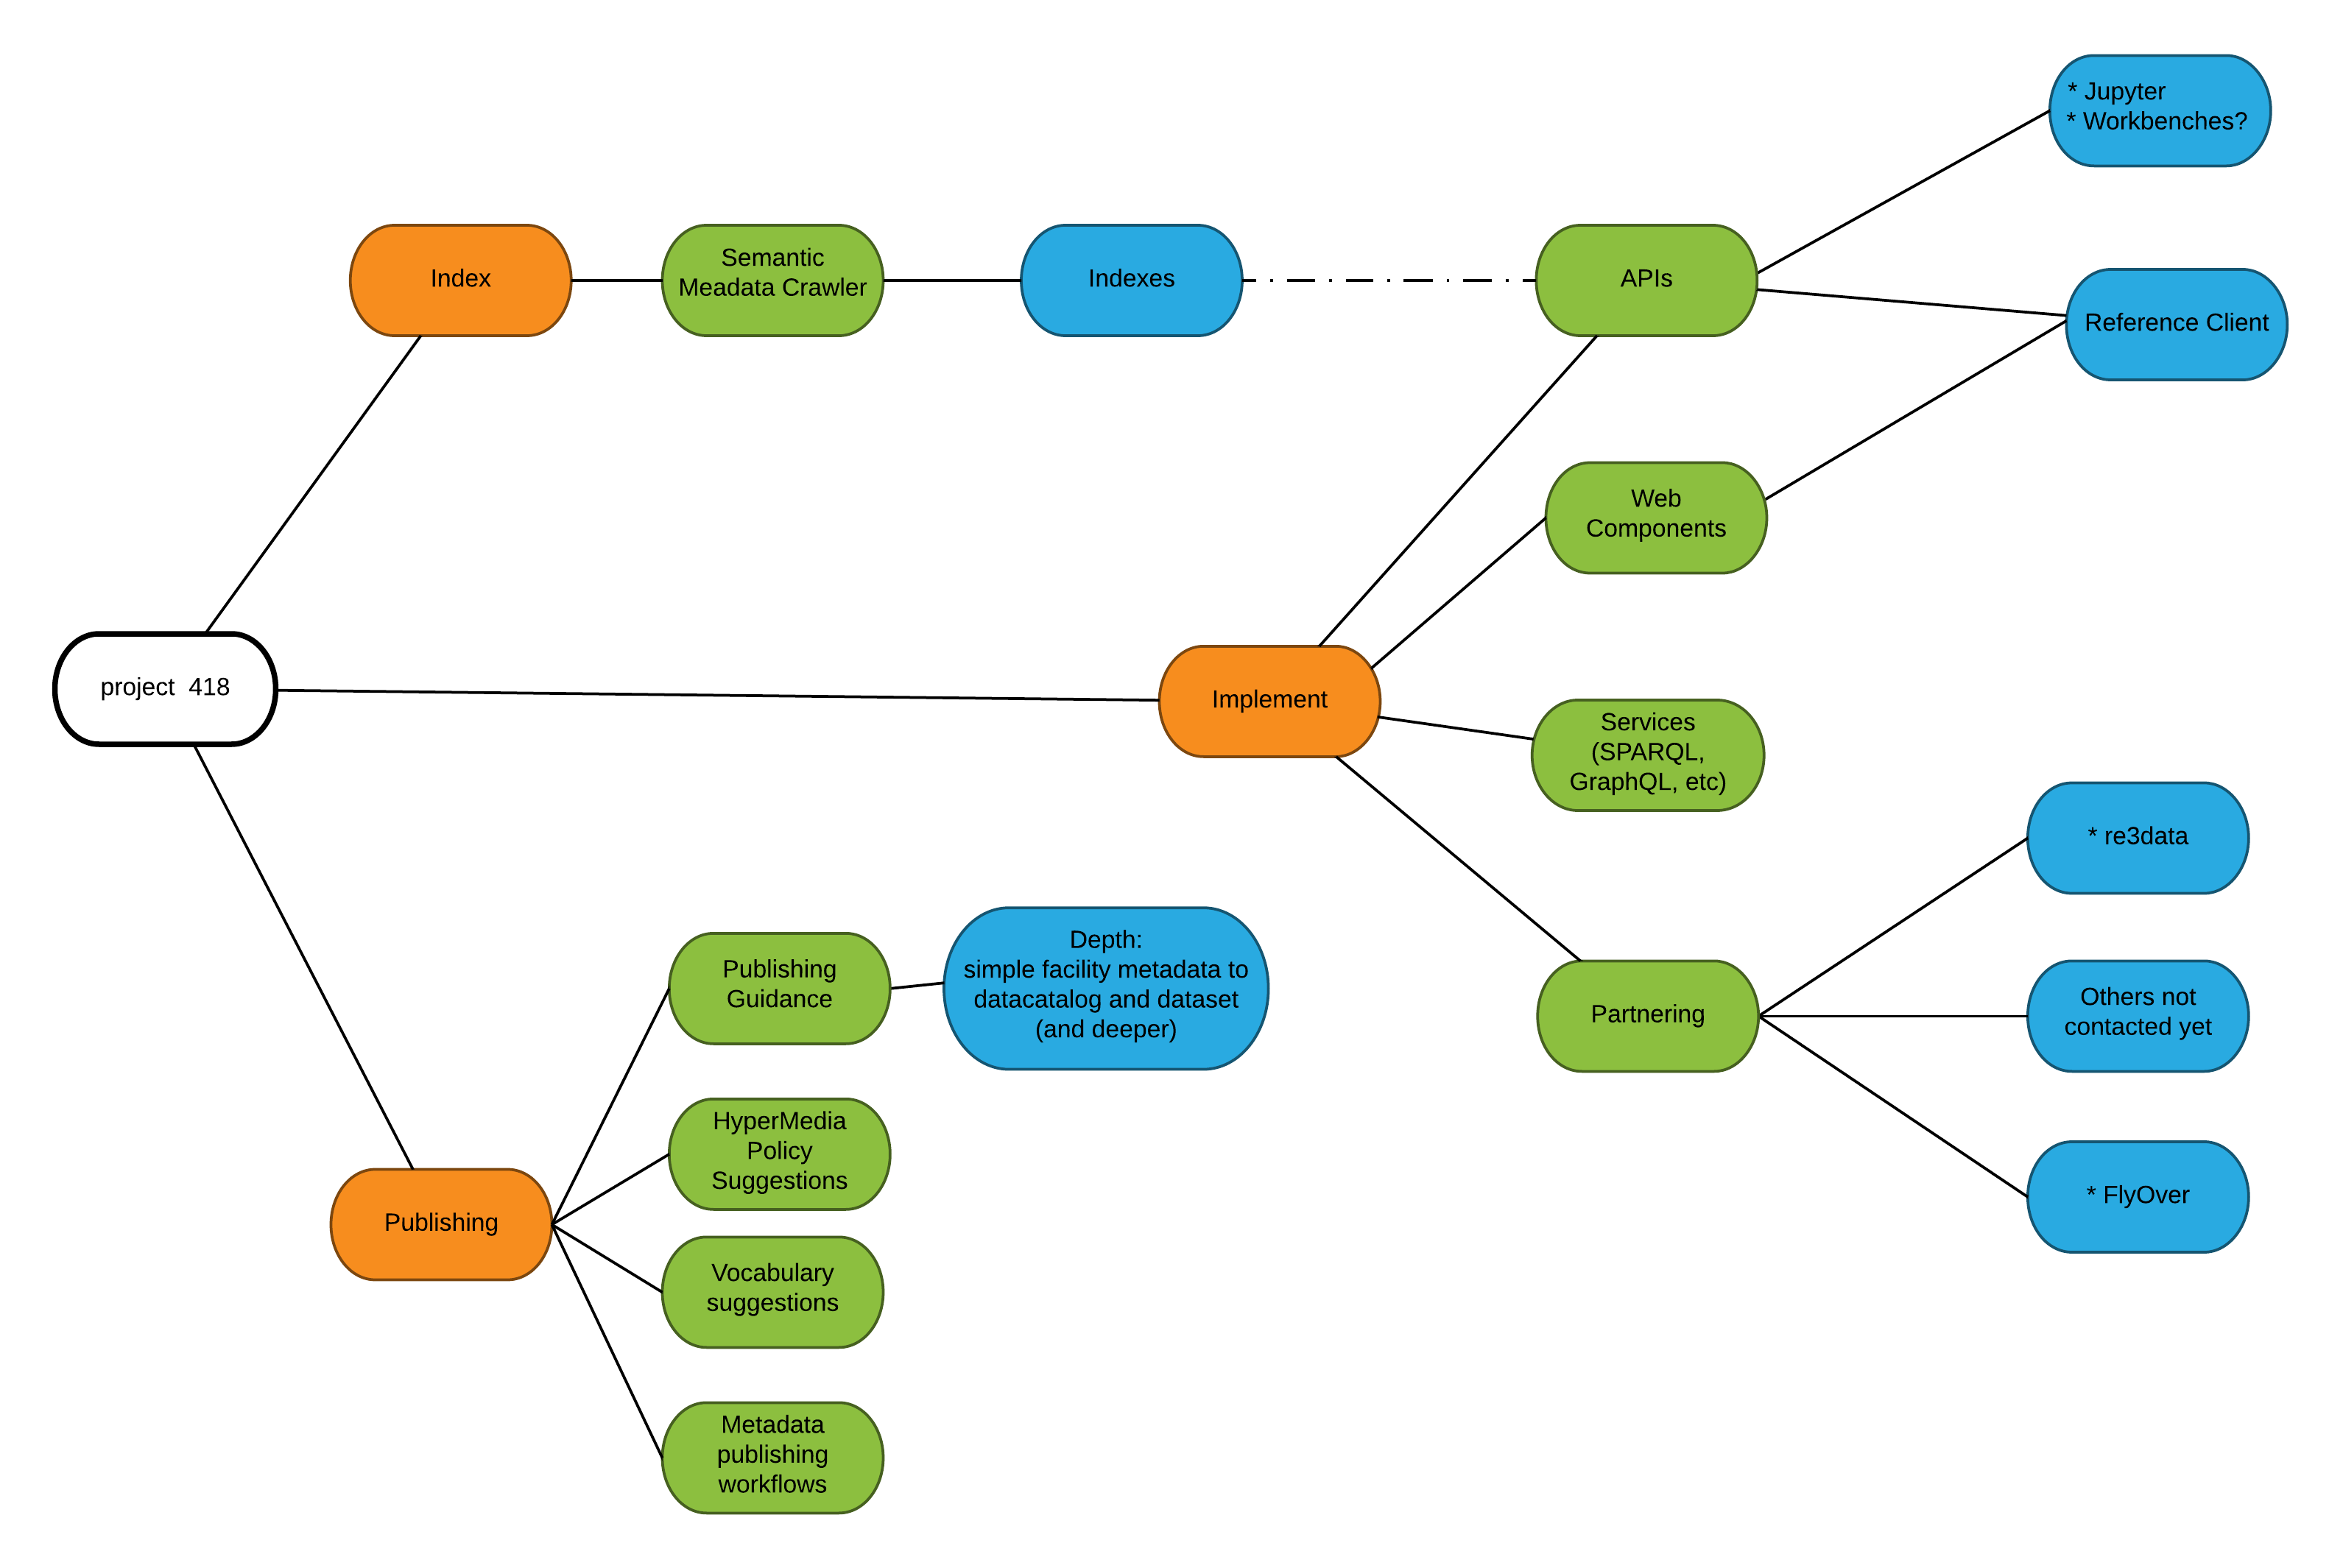 * Jupyter
* Workbenches?
Index
Semantic
Meadata Crawler
Indexes
APIs
Reference Client
Web
Components
project  418
Implement
Services
(SPARQL,
GraphQL, etc)
* re3data
Publishing
Guidance
Depth:
simple facility metadata to
datacatalog and dataset
(and deeper)
Partnering
Others not
contacted yet
HyperMedia
Policy
Suggestions
Publishing
* FlyOver
Vocabulary
suggestions
Metadata
publishing
workflows